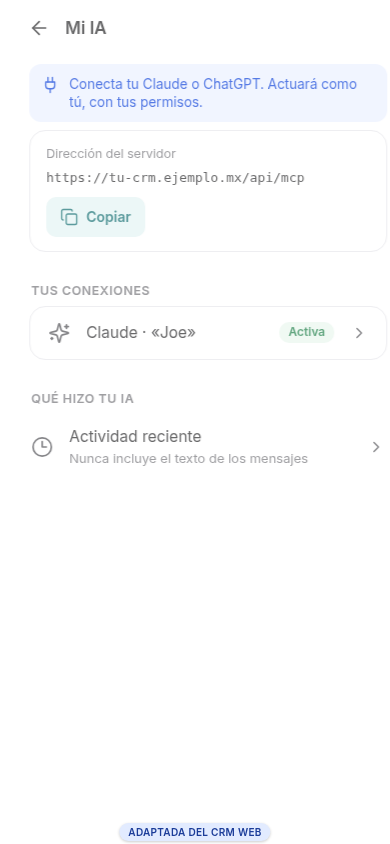 Mi IA
Conecta tu Claude o ChatGPT. Actuará como
tú, con tus permisos.
Dirección del servidor
https://tu-crm.ejemplo.mx/api/mcp
Copiar
TUS CONEXIONES
Claude · «Joe»
Activa
QUÉ HIZO TU IA
Actividad reciente
Nunca incluye el texto de los mensajes
ADAPTADA DEL CRM WEB